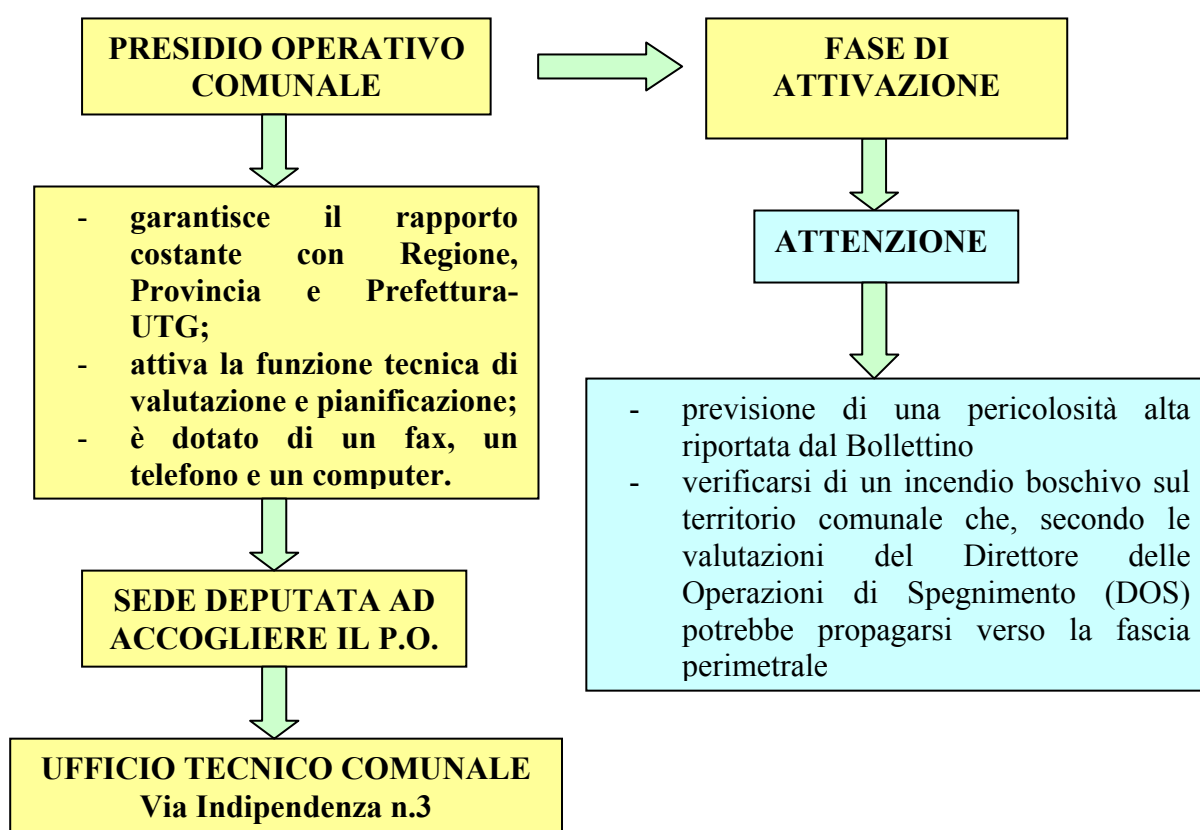 PRESIDIO OPERATIVO
COMUNALE
FASE DI
ATTIVAZIONE
- garantisce il rapporto
costante con Regione,
Provincia e Prefettura-
UTG;
- attiva la funzione tecnica di
valutazione e pianificazione;
- è dotato di un fax, un
telefono e un computer.
ATTENZIONE
- previsione di una pericolosità alta
riportata dal Bollettino
- verificarsi di un incendio boschivo sul
territorio comunale che, secondo le
valutazioni del Direttore delle
Operazioni di Spegnimento (DOS)
potrebbe propagarsi verso la fascia
perimetrale
SEDE DEPUTATA AD
ACCOGLIERE IL P.O.
UFFICIO TECNICO COMUNALE
Via Indipendenza n.3